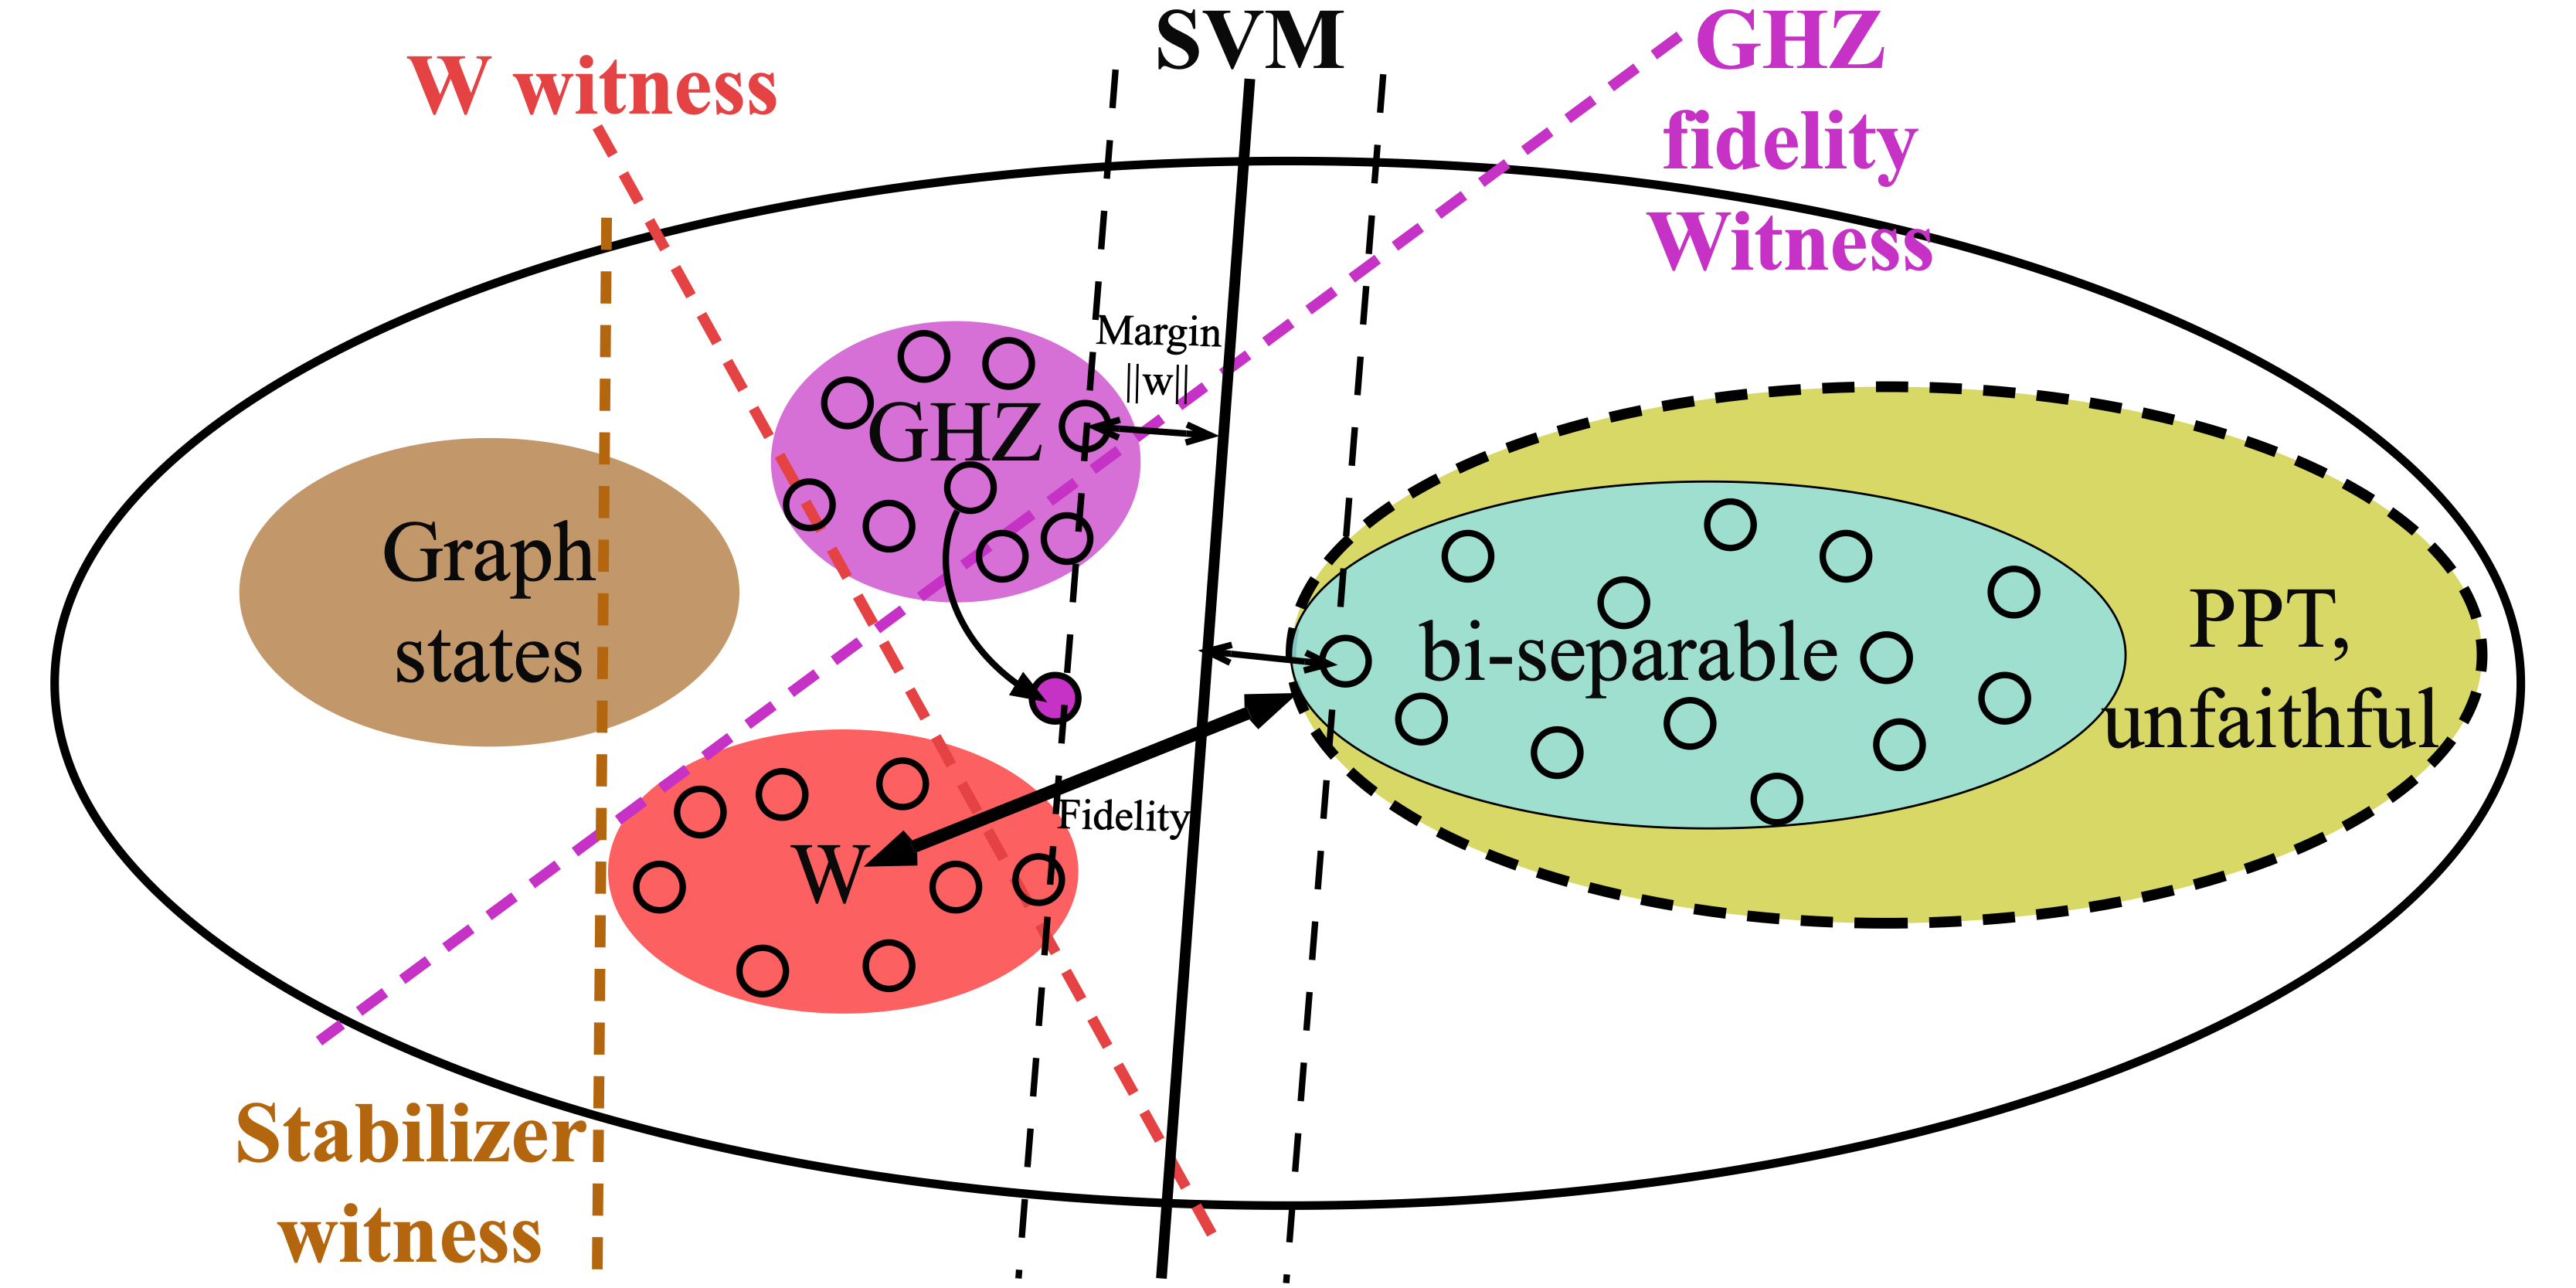 SVM
GHZ
fidelity
Witness
W witness
Margin
||w||
GHZ
Graph
states
bi-separable
PPT,
unfaithful
Fidelity
W
Stabilizer
witness